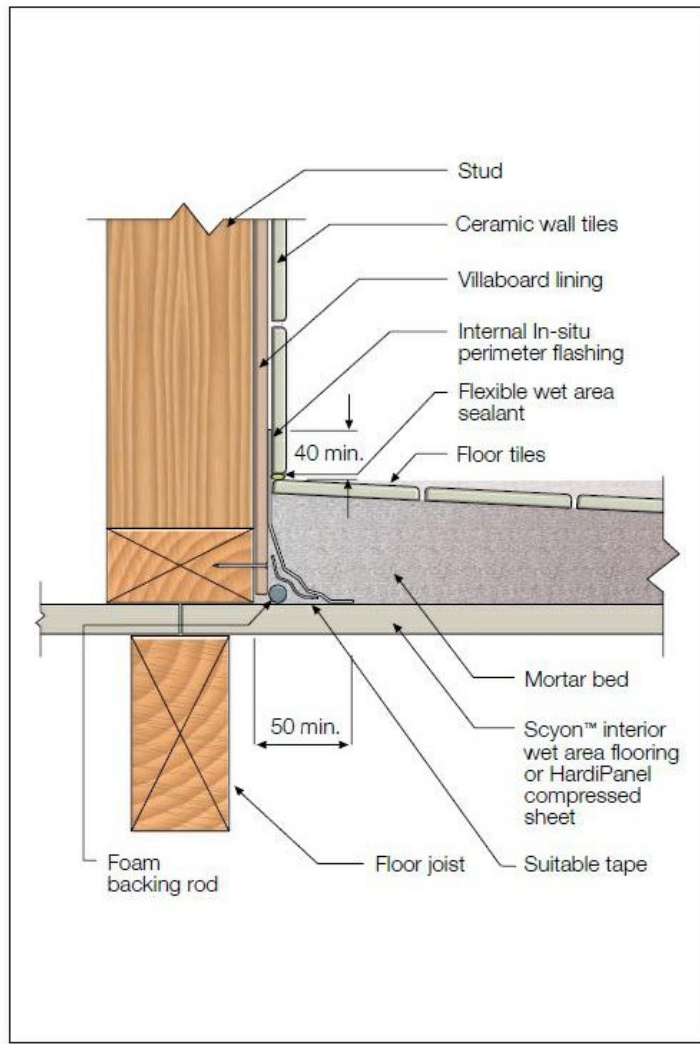 Stud
Ceramic wall tiles
Villaboard lining
Internal In-situ
perimeter flashing
Flexible wet area
sealant
40 min.
Floor tiles
Mortar bed
50 min.
Scyon™ interior
wet area flooring
or HardiPanel
compressed
sheet
Foam
backing rod
Floor joist
Suitable tape